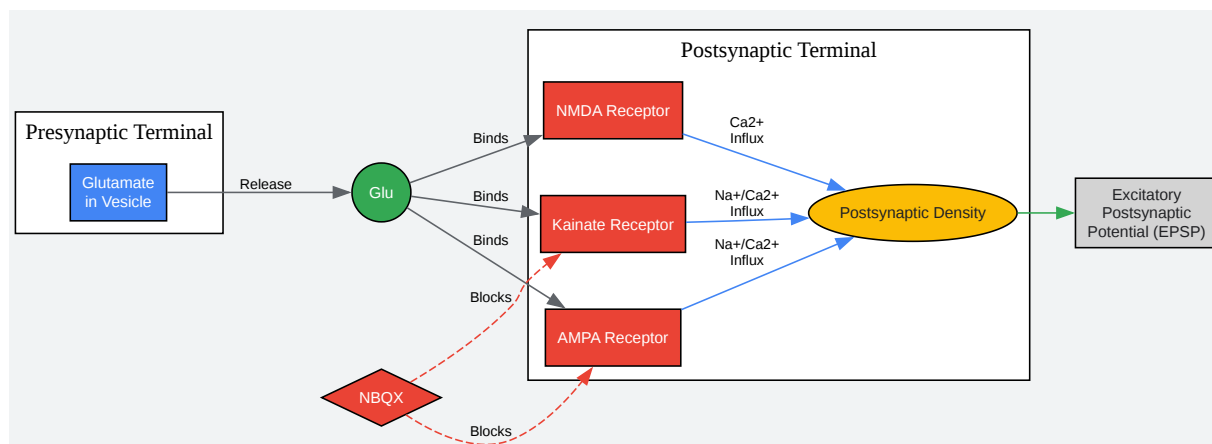 Presynaptic Terminal
Glutamate
in Vesicle
Release
Glu
Binds
Binds
Binds
Postsynaptic Terminal
NMDA Receptor
Kainate Receptor
AMPA Receptor
Ca2+
Influx
Na+/Ca2+
Influx
Na+/Ca2+
Influx
Postsynaptic Density
Excitatory
Postsynaptic
Potential (EPSP)
NBQX
Blocks
Blocks